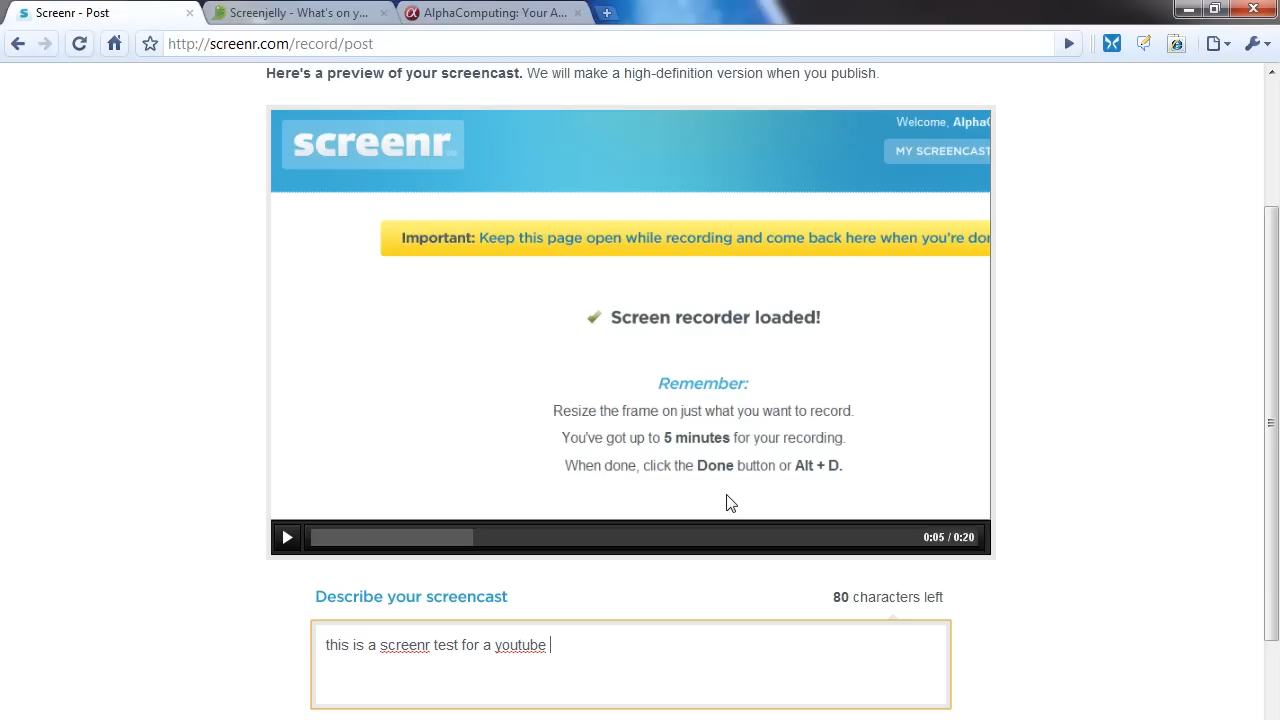 Screenr - Post
Screenjelly - What's on y...
AlphaComputing: Your A...
http://screenr.com/record/post
Here's a preview of your screencast. We will make a high-definition version when you publish.
screenr
Welcome, Alpha
MY SCREENCAST
Important: Keep this page open while recording and come back here when you're don
Screen recorder loaded!
Remember:
Resize the frame on just what you want to record.
You've got up to 5 minutes for your recording.
When done, click the Done button or Alt + D.
0:05 / 0:20
Describe your screencast
80 characters left
this is a screenr test for a youtube